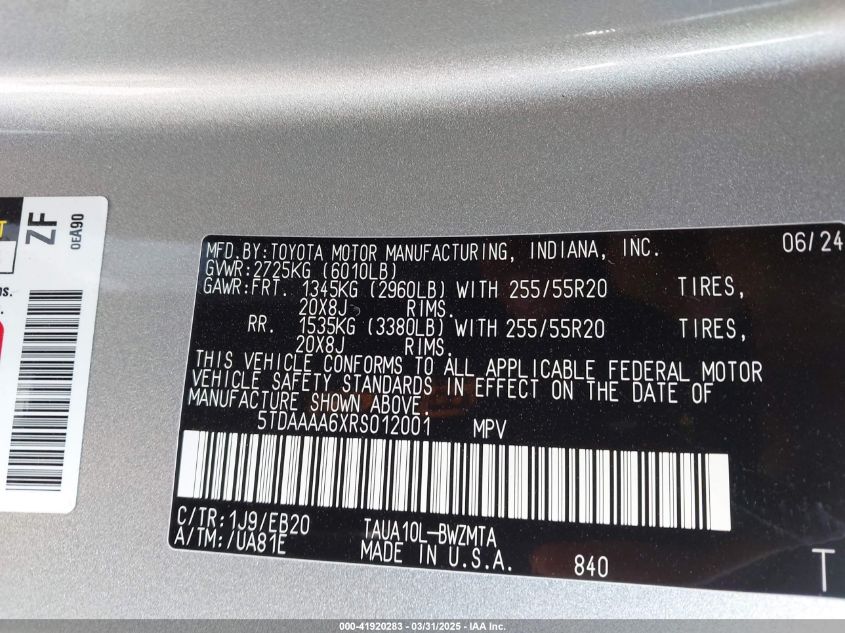 ZF
0EA90
T
ns.
MFD.BY:TOYOTA MOTOR MANUFACTURING, INDIANA, INC. 06/24
GVWR:2725KG (6010LB)
GAWR:FRT. 1345KG (2960LB) WITH 255/55R20 TIRES,
20X8J RIMS.
RR. 1535KG (3380LB) WITH 255/55R20 TIRES,
20X8J RIMS.
THIS VEHICLE CONFORMS TO ALL APPLICABLE FEDERAL MOTOR
VEHICLE SAFETY STANDARDS IN EFFECT ON THE DATE OF
MANUFACTURE SHOWN ABOVE.
5TDAAAA6XRS012001 MPV
C/TR:1J9/EB20 TAUA10L-BWZMTA
A/TM:/UA81E MADE IN U.S.A. 840 T
000-41920283 - 03/31/2025 - IAA Inc.